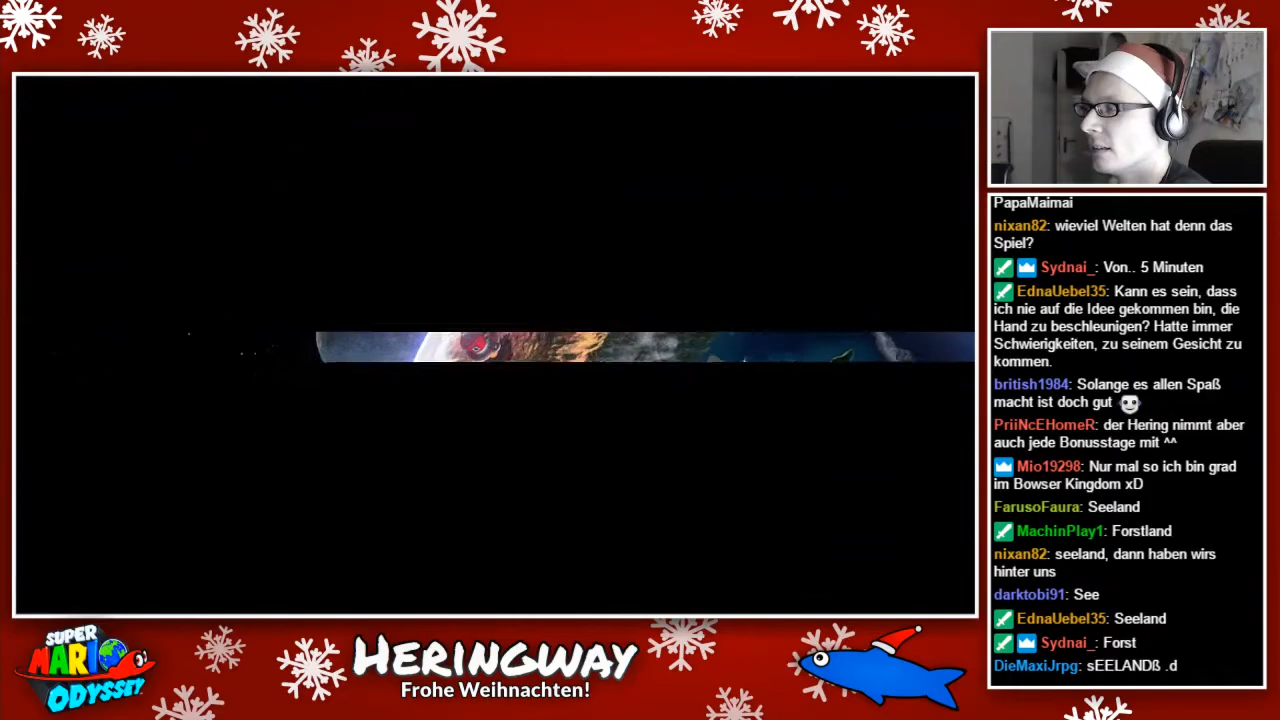 PapaMaimai
nixan82: wieviel Welten hat denn das
Spiel?
Sydnai_: Von.. 5 Minuten
EdnaUebel35: Kann es sein, dass
ich nie auf die Idee gekommen bin, die
Hand zu beschleunigen? Hatte immer
Schwierigkeiten, zu seinem Gesicht zu
kommen.
british1984: Solange es allen Spaß
macht ist doch gut
PriiNcEHomeR: der Hering nimmt aber
auch jede Bonusstage mit ^^
Mio19298: Nur mal so ich bin grad
im Bowser Kingdom xD
FarusoFaura: Seeland
MachinPlay1: Forstland
nixan82: seeland, dann haben wirs
hinter uns
darktobi91: See
EdnaUebel35: Seeland
Sydnai_: Forst
DieMaxiJrpg: sEELANDß .d
SUPER
MARIO
ODYSSEY
HERINGWAY
Frohe Weihnachten!